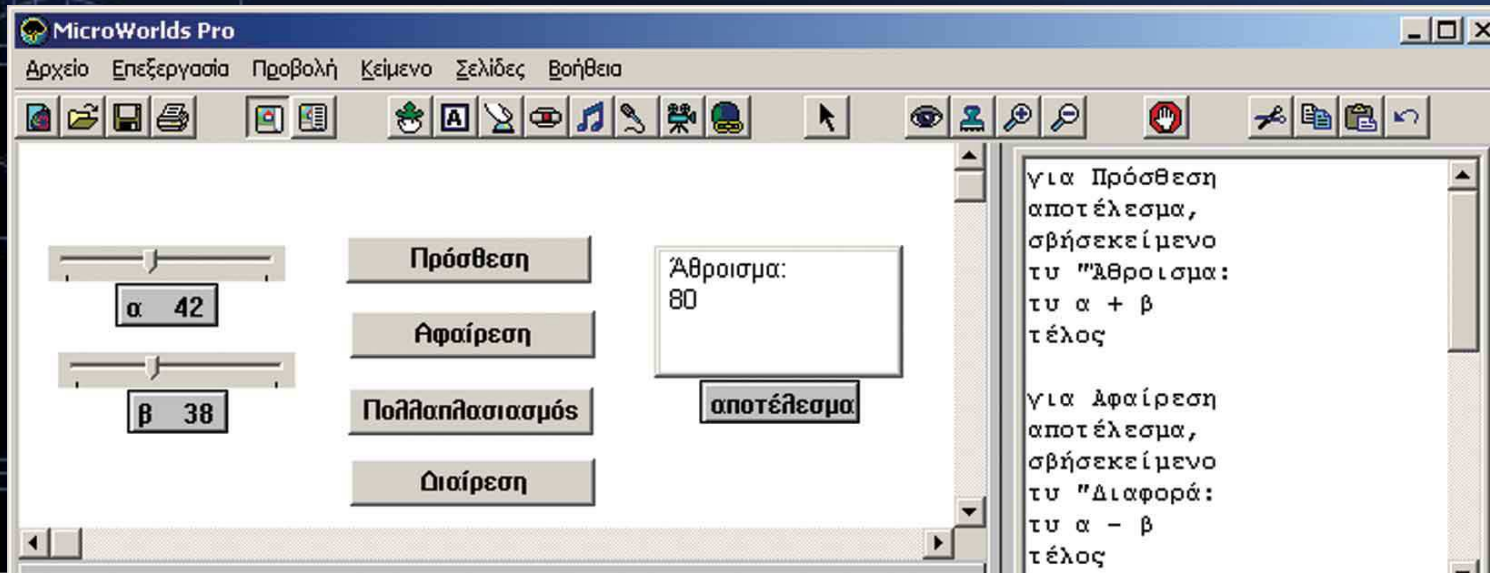 MicroWorlds Pro
Αρχείο Επεξεργασία Προβολή Κείμενο Σελίδες Βοήθεια
α 42
β 38
Πρόσθεση
Αφαίρεση
Πολλαπλασιασμός
Διαίρεση
Άθροισμα:
80
αποτέλεσμα
για Πρόσθεση
αποτέλεσμα,
σβήσεκείμενο
τυ "Άθροισμα:
τυ α + β
τέλος
για Αφαίρεση
αποτέλεσμα,
σβήσεκείμενο
τυ "Διαφορά:
τυ α - β
τέλος